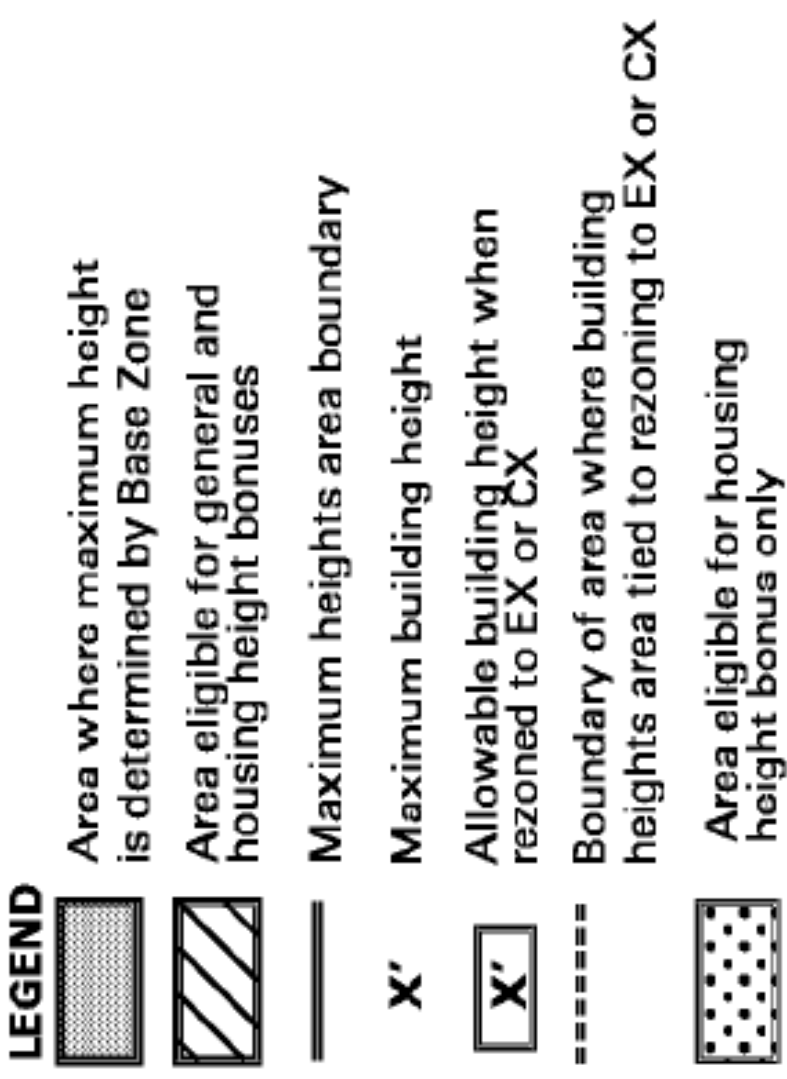 LEGEND
Area where maximum height
is determined by Base Zone
Area eligible for general and
housing height bonuses
Maximum heights area boundary
X' Maximum building height
X' Allowable building height when
rezoned to EX or CX
Boundary of area where building
heights area tied to rezoning to EX or CX
Area eligible for housing
height bonus only